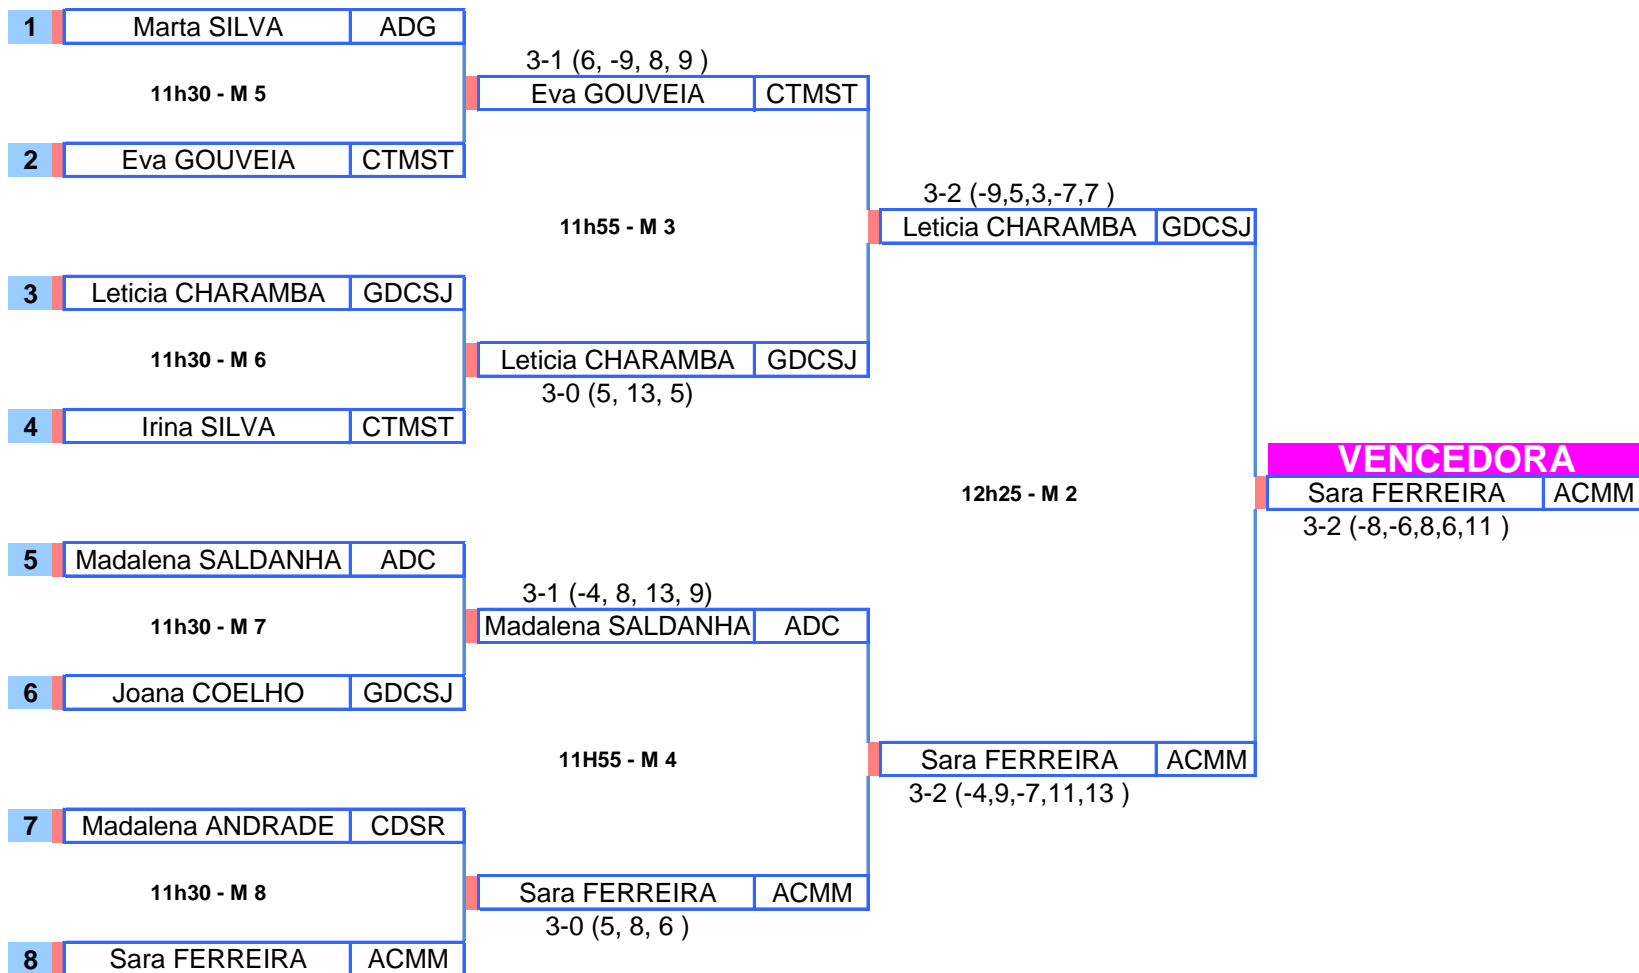 1 Marta SILVA ADG
3-1 (6, -9, 8, 9 )
11h30 - M 5 Eva GOUVEIA CTMST
2 Eva GOUVEIA CTMST
3-2 (-9,5,3,-7,7 )
11h55 - M 3 Leticia CHARAMBA GDCSJ
3 Leticia CHARAMBA GDCSJ
11h30 - M 6 Leticia CHARAMBA GDCSJ
3-0 (5, 13, 5)
4 Irina SILVA CTMST
VENCEDORA
12h25 - M 2 Sara FERREIRA ACMM
3-2 (-8,-6,8,6,11 )
5 Madalena SALDANHA ADC
3-1 (-4, 8, 13, 9)
11h30 - M 7 Madalena SALDANHA ADC
6 Joana COELHO GDCSJ
11H55 - M 4 Sara FERREIRA ACMM
3-2 (-4,9,-7,11,13 )
7 Madalena ANDRADE CDSR
11h30 - M 8 Sara FERREIRA ACMM
3-0 (5, 8, 6 )
8 Sara FERREIRA ACMM